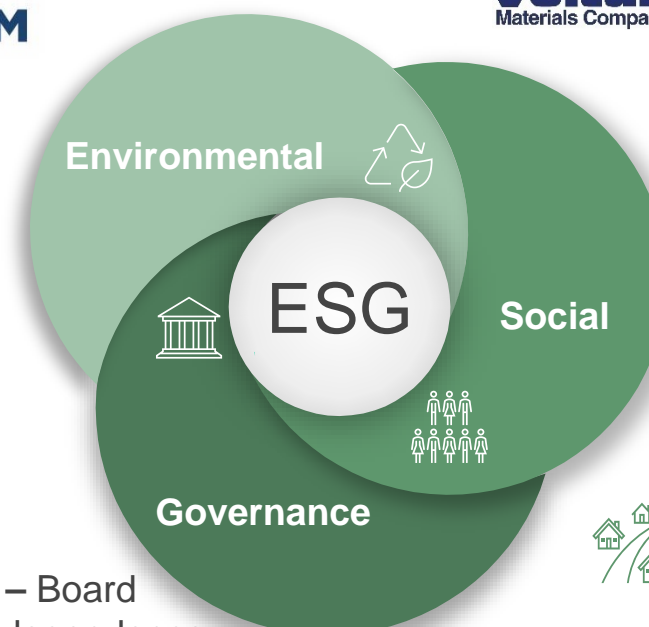 M
Materials Compa
Environmental
ESG
Social
Governance
– Board